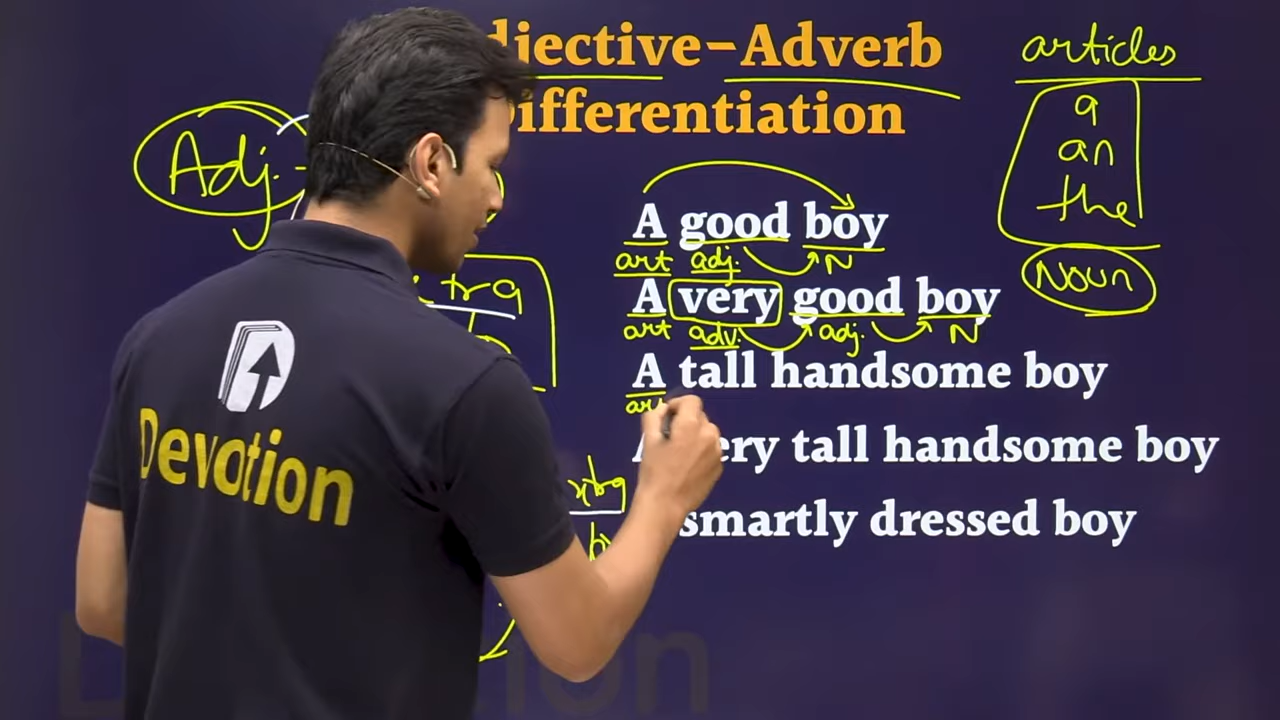 djective-Adverb
ifferentiation
articles
a
an
the
Noun
Adj.
A good boy
art adj. N
A very good boy
art adv. adj. N
A tall handsome boy
art
ery tall handsome boy
smartly dressed boy
Devotion